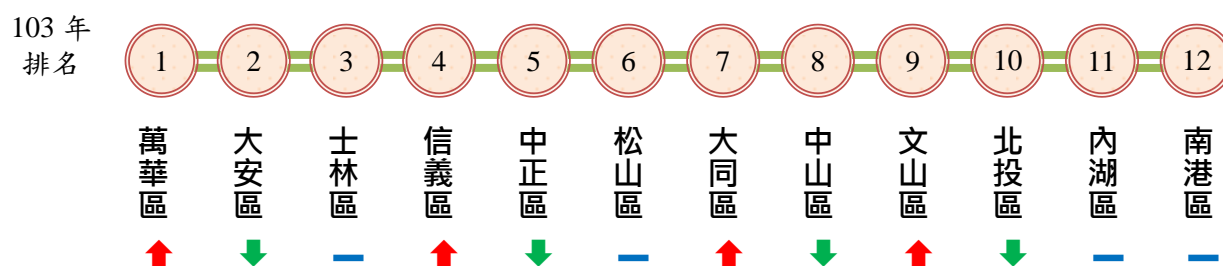 103 年
排名
1 2 3 4 5 6 7 8 9 10 11 12
萬華區
大安區
士林區
信義區
中正區
松山區
大同區
中山區
文山區
北投區
內湖區
南港區